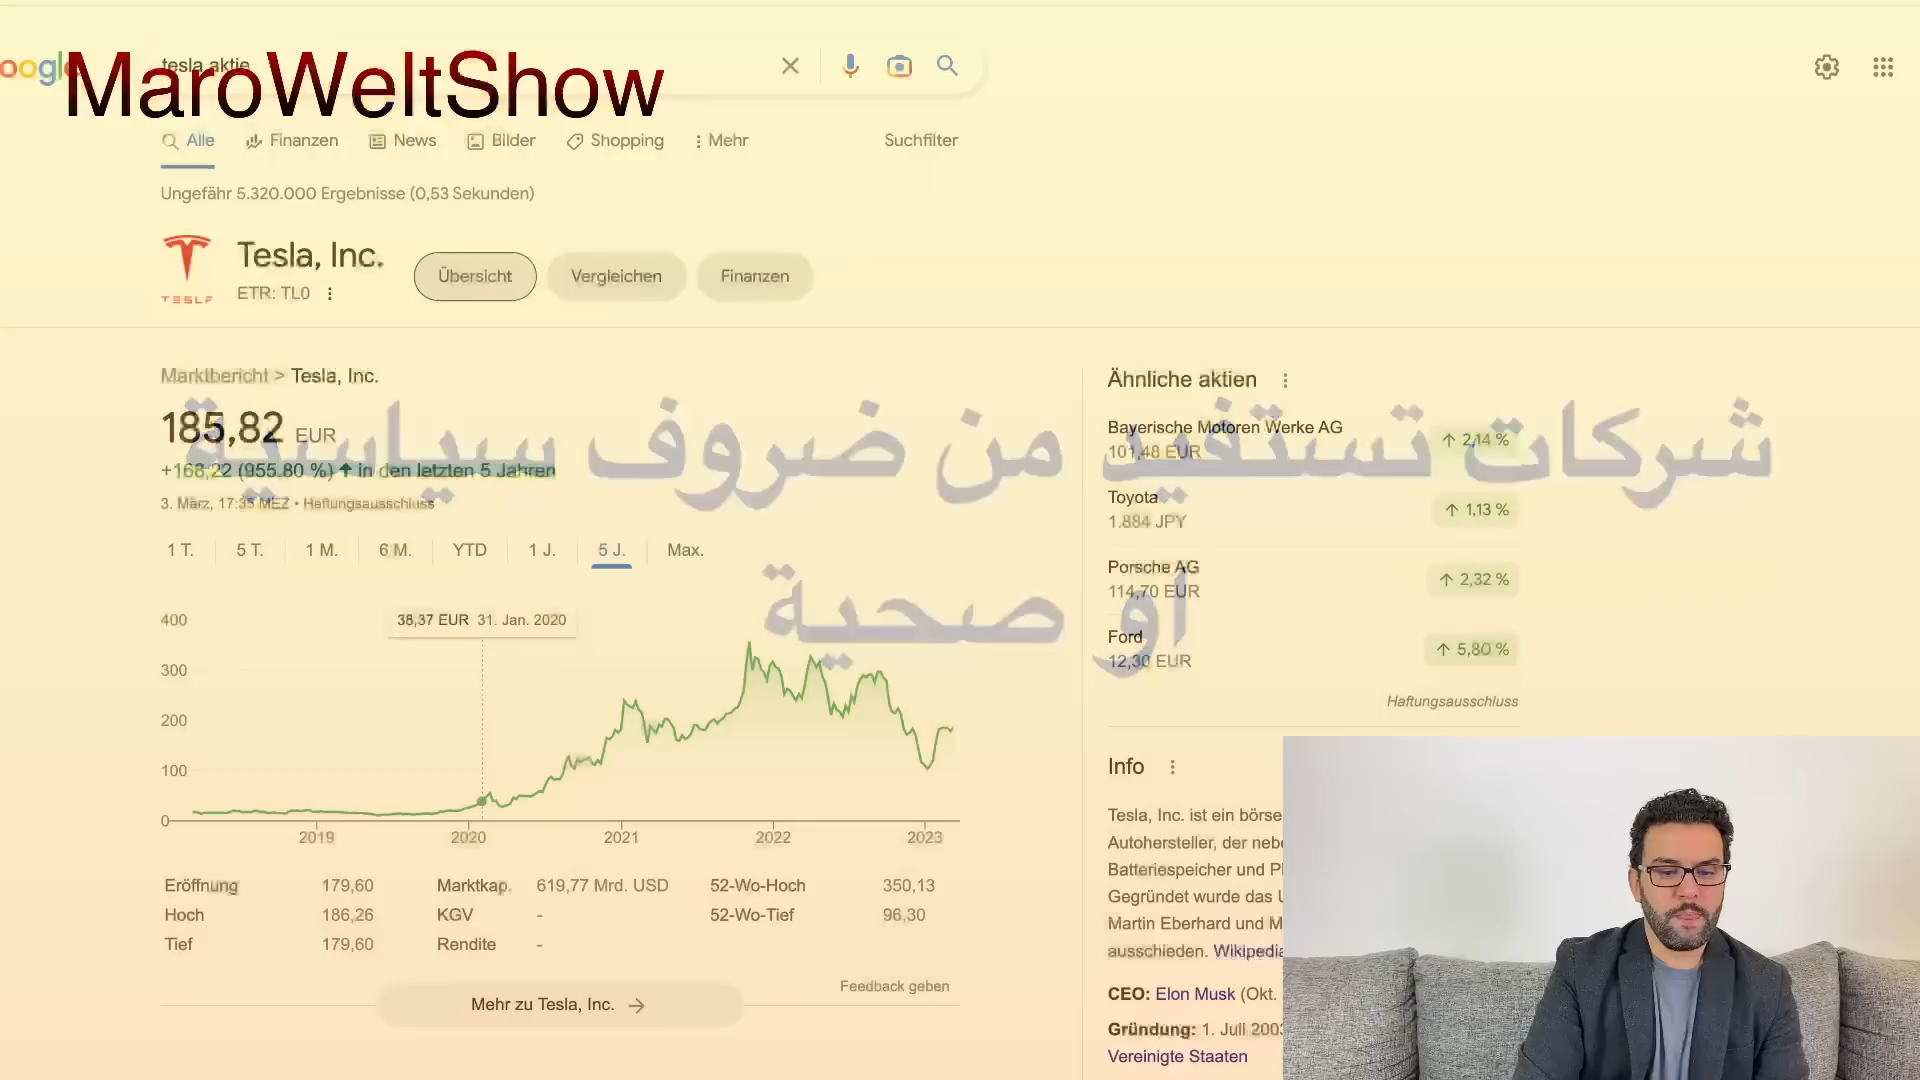 MaroWeltShow
oogle
tesla aktie
Alle
Finanzen
News
Bilder
Shopping
Mehr
Suchfilter
Ungefähr 5.320.000 Ergebnisse (0,53 Sekunden)
TESLA
Tesla, Inc.
ETR: TL0
Übersicht
Vergleichen
Finanzen
Marktbericht > Tesla, Inc.
185,82 EUR
+168,22 (955.80 %) ↑ in den letzten 5 Jahren
3. März, 17:35 MEZ • Haftungsausschluss
شركات تستفيد من ضروف سياسية
او صحية
1 T.
5 T.
1 M.
6 M.
YTD
1 J.
5 J.
Max.
38,37 EUR 31. Jan. 2020
400
300
200
100
0
2019
2020
2021
2022
2023
Eröffnung 179,60
Hoch 186,26
Tief 179,60
Marktkap. 619,77 Mrd. USD
KGV -
Rendite -
52-Wo-Hoch 350,13
52-Wo-Tief 96,30
Feedback geben
Mehr zu Tesla, Inc. →
Ähnliche aktien
Bayerische Motoren Werke AG
101,48 EUR
↑ 2,14 %
Toyota
1.884 JPY
↑ 1,13 %
Porsche AG
114,70 EUR
↑ 2,32 %
Ford
12,30 EUR
↑ 5,80 %
Haftungsausschluss
Info
Tesla, Inc. ist ein börse
Autohersteller, der nebe
Batteriespeicher und P
Gegründet wurde das U
Martin Eberhard und M
ausschieden. Wikipedia
CEO: Elon Musk (Okt.
Gründung: 1. Juli 2003
Vereinigte Staaten